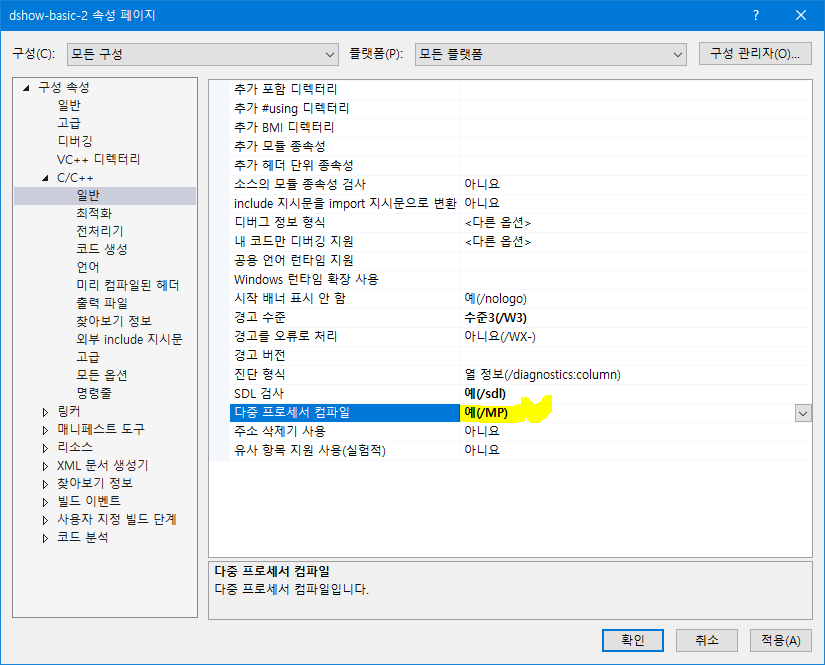 dshow-basic-2 속성 페이지
구성(C): 모든 구성 플랫폼(P): 모든 플랫폼 구성 관리자(O)...
구성 속성
일반
고급
디버깅
VC++ 디렉터리
C/C++
일반
최적화
전처리기
코드 생성
언어
미리 컴파일된 헤더
출력 파일
찾아보기 정보
외부 include 지시문
고급
모든 옵션
명령줄
링커
매니페스트 도구
리소스
XML 문서 생성기
찾아보기 정보
빌드 이벤트
사용자 지정 빌드 단계
코드 분석
추가 포함 디렉터리
추가 #using 디렉터리
추가 BMI 디렉터리
추가 모듈 종속성
추가 헤더 단위 종속성
소스의 모듈 종속성 검사 아니요
include 지시문을 import 지시문으로 변환 아니요
디버그 정보 형식 <다른 옵션>
내 코드만 디버깅 지원 <다른 옵션>
공용 언어 런타임 지원
Windows 런타임 확장 사용
시작 배너 표시 안 함 예(/nologo)
경고 수준 수준3(/W3)
경고를 오류로 처리 아니요(/WX-)
경고 버전
진단 형식 열 정보(/diagnostics:column)
SDL 검사 예(/sdl)
다중 프로세서 컴파일 예(/MP)
주소 삭제기 사용 아니요
유사 항목 지원 사용(실험적) 아니요
다중 프로세서 컴파일
다중 프로세서 컴파일입니다.
확인 취소 적용(A)